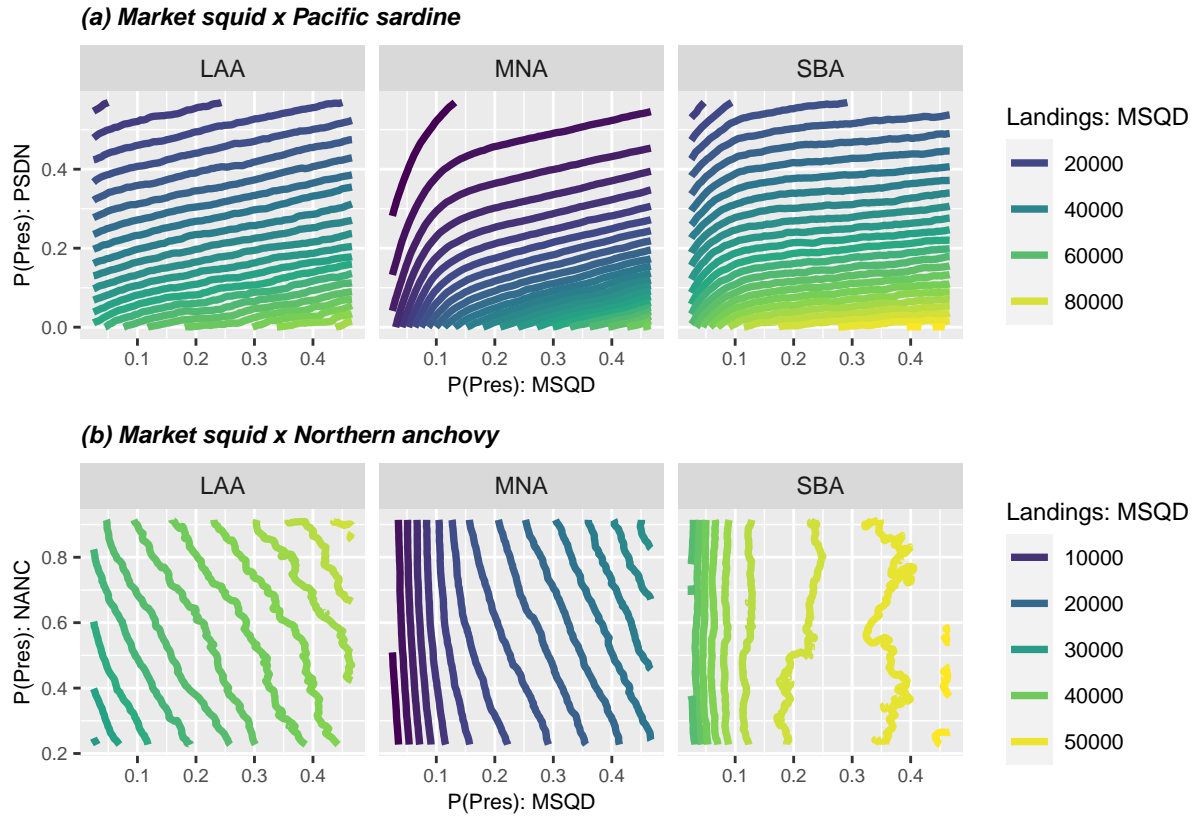 (a) Market squid x Pacific sardine
LAA
MNA
SBA
P(Pres): PSDN
0.4
0.2
0.0
0.1 0.2 0.3 0.4
0.1 0.2 0.3 0.4
0.1 0.2 0.3 0.4
P(Pres): MSQD
Landings: MSQD
20000
40000
60000
80000
(b) Market squid x Northern anchovy
LAA
MNA
SBA
P(Pres): NANC
0.8
0.6
0.4
0.2
0.1 0.2 0.3 0.4
0.1 0.2 0.3 0.4
0.1 0.2 0.3 0.4
P(Pres): MSQD
Landings: MSQD
10000
20000
30000
40000
50000